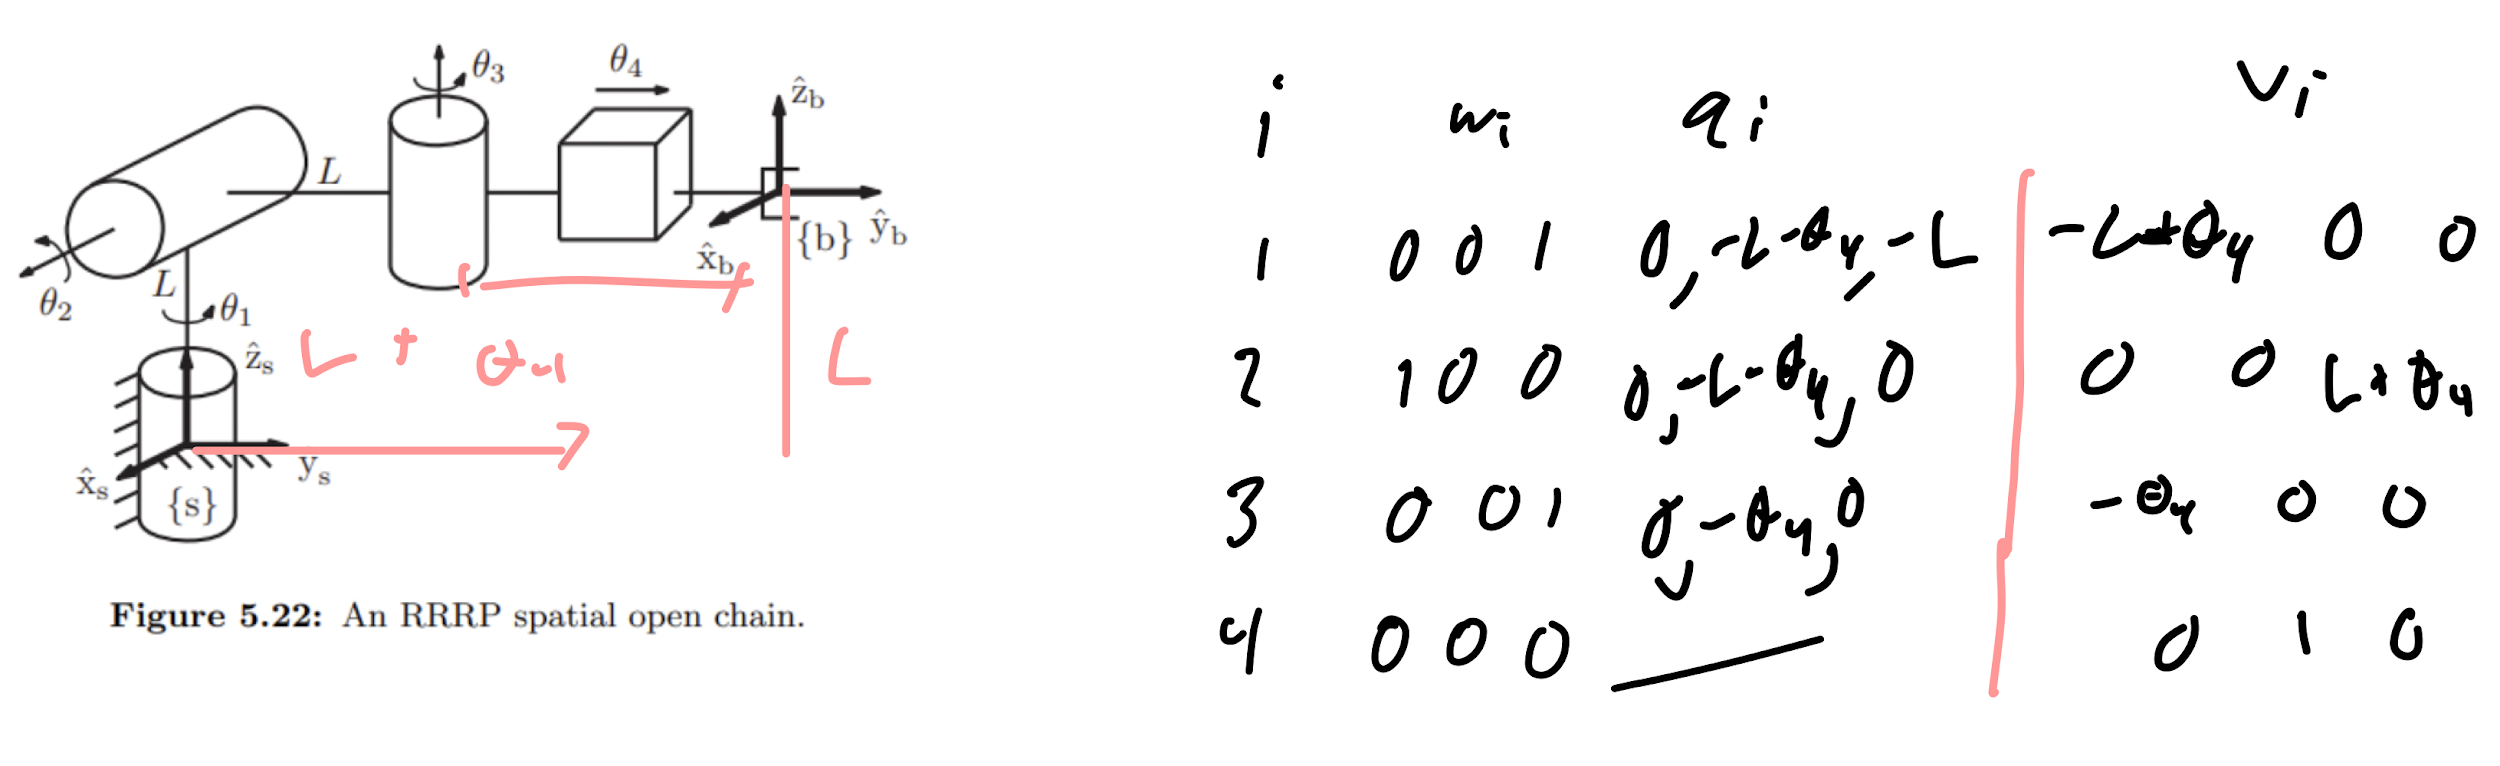 θ₃
θ₄
ẑb
L
{b} ŷb
x̂b
θ₂
L
θ₁
L + θ₄
L
ẑs
ys
x̂s
{s}
Figure 5.22: An RRRP spatial open chain.
i wi qi vi
1 0 0 1 0, -L-θ4, -L -L-θ4 0 0
2 1 0 0 0, -L-θ4, 0 0 0 L+θ4
3 0 0 1 0, -θ4, 0 -θ4 0 0
4 0 0 0 — 0 1 0